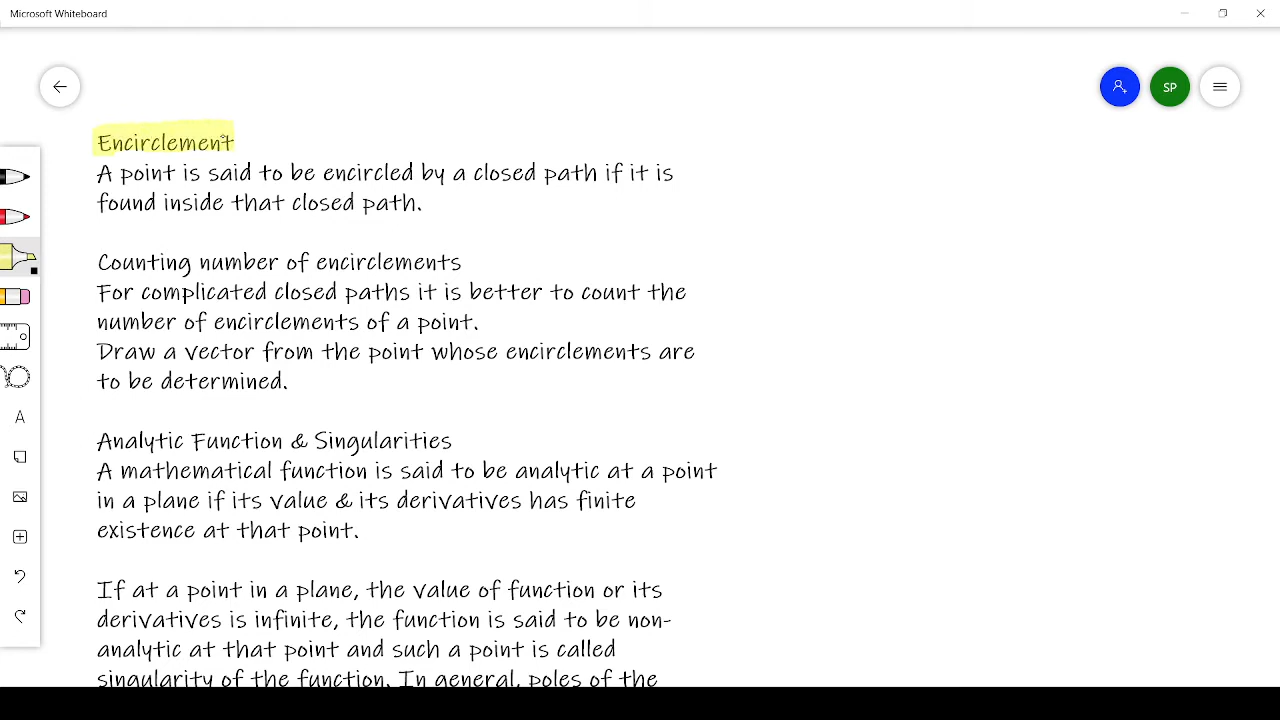 Microsoft Whiteboard
SP
Encirclement
A point is said to be encircled by a closed path if it is
found inside that closed path.
Counting number of encirclements
For complicated closed paths it is better to count the
number of encirclements of a point.
Draw a vector from the point whose encirclements are
to be determined.
A
Analytic Function & Singularities
A mathematical function is said to be analytic at a point
in a plane if its value & its derivatives has finite
existence at that point.
If at a point in a plane, the value of function or its
derivatives is infinite, the function is said to be non-
analytic at that point and such a point is called
singularity of the function. In general, poles of the